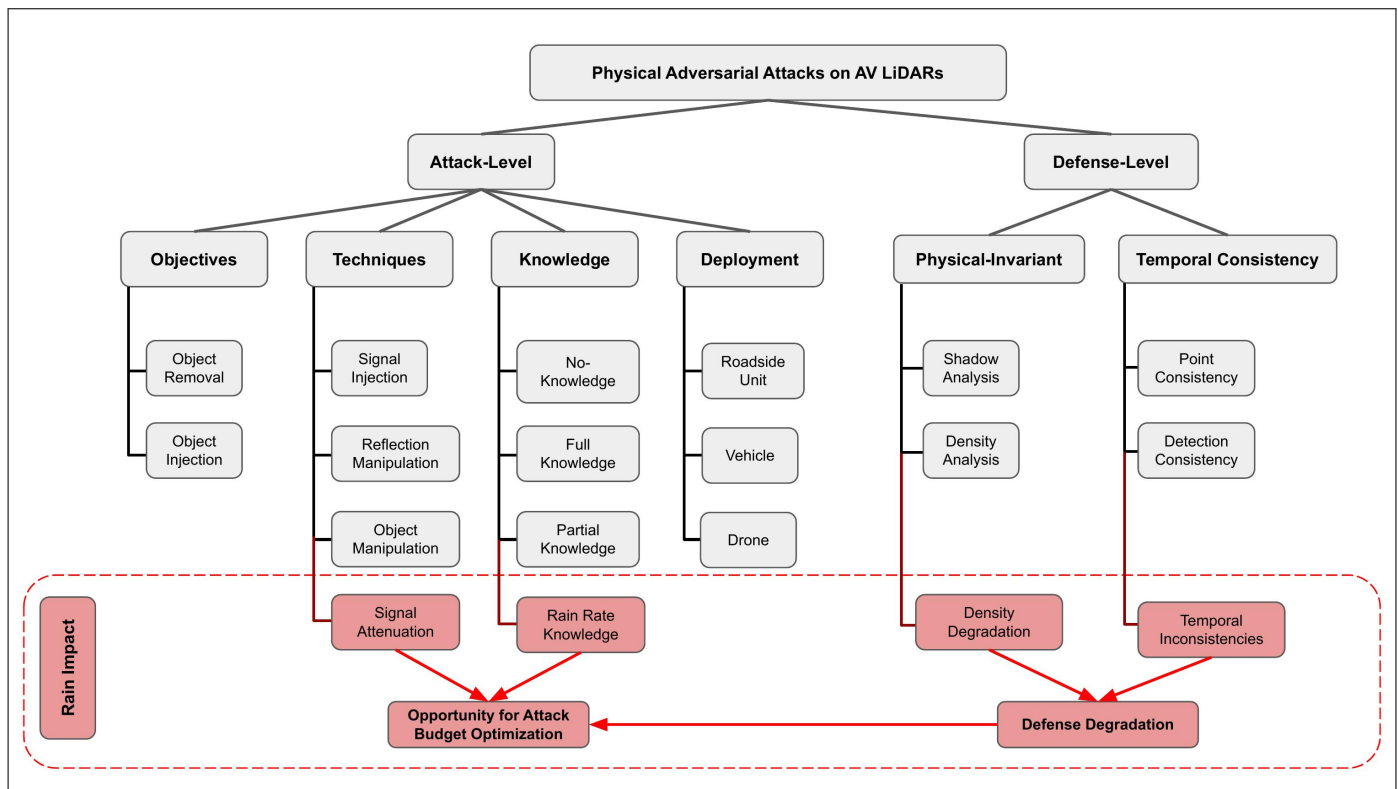 Physical Adversarial Attacks on AV LiDARs
Attack-Level
Defense-Level
Objectives
Techniques
Knowledge
Deployment
Physical-Invariant
Temporal Consistency
Object
Removal
Object
Injection
Signal
Injection
Reflection
Manipulation
Object
Manipulation
No-
Knowledge
Full
Knowledge
Partial
Knowledge
Roadside
Unit
Vehicle
Drone
Shadow
Analysis
Density
Analysis
Point
Consistency
Detection
Consistency
Rain Impact
Signal
Attenuation
Rain Rate
Knowledge
Density
Degradation
Temporal
Inconsistencies
Opportunity for Attack
Budget Optimization
Defense Degradation